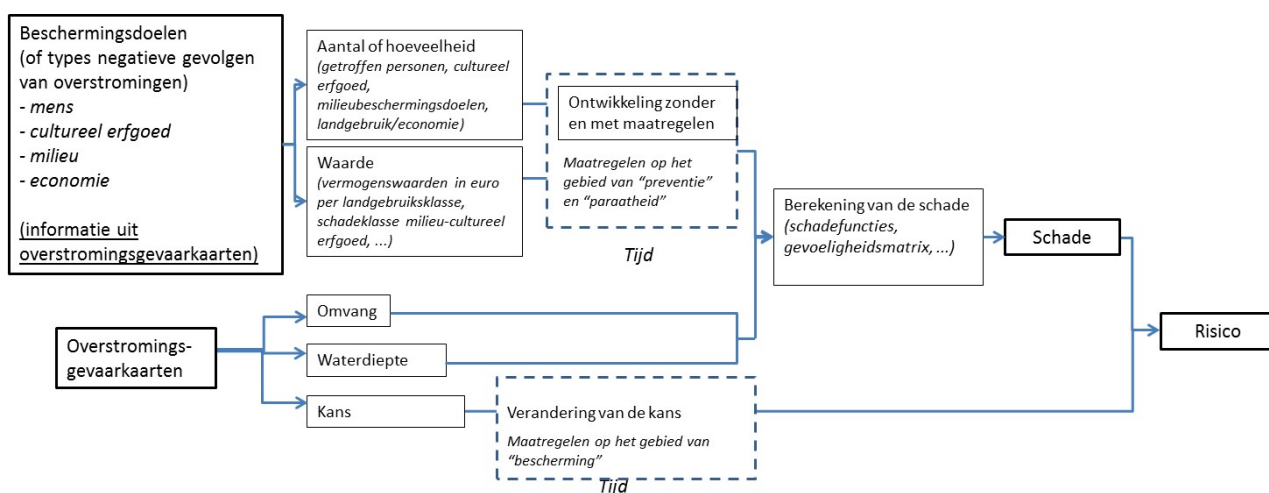 Beschermingsdoelen
(of types negatieve gevolgen
van overstromingen)
- mens
- cultureel erfgoed
- milieu
- economie
(informatie uit
overstromingsgevaarkaarten)
Aantal of hoeveelheid
(getroffen personen, cultureel
erfgoed,
milieubeschermingsdoelen,
landgebruik/economie)
Waarde
(vermogenswaarden in euro
per landgebruiksklasse,
schadeklasse milieu-cultureel
erfgoed, ...)
Ontwikkeling zonder
en met maatregelen
Maatregelen op het
gebied van “preventie”
en “paraatheid”
Tijd
Berekening van de schade
(schadefuncties,
gevoeligheidsmatrix, ...)
Schade
Risico
Overstromings-
gevaarkaarten
Omvang
Waterdiepte
Kans
Verandering van de kans
Maatregelen op het gebied van
“bescherming”
Tijd